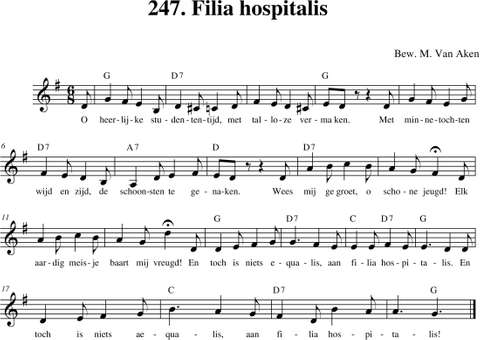 247. Filia hospitalis
Bew. M. Van Aken
G D7 G
O heer-lij-ke stu-den-ten-tijd, met tal-lo-ze ver-ma ken. Met min-ne-toch-ten
6
D7 A7 D D7
wijd en zijd, de schoon-sten te ge-na-ken. Wees mij ge groet, o scho-ne jeugd! Elk
11
G D7 C D7 G
aar-dig meis-je baart mij vreugd! En toch is niets e-qua-lis, aan fi-lia hos-pi-ta-lis. En
17
C D7 G
toch is niets ae-qua-lis, aan fi-lia hos-pi-ta-lis!